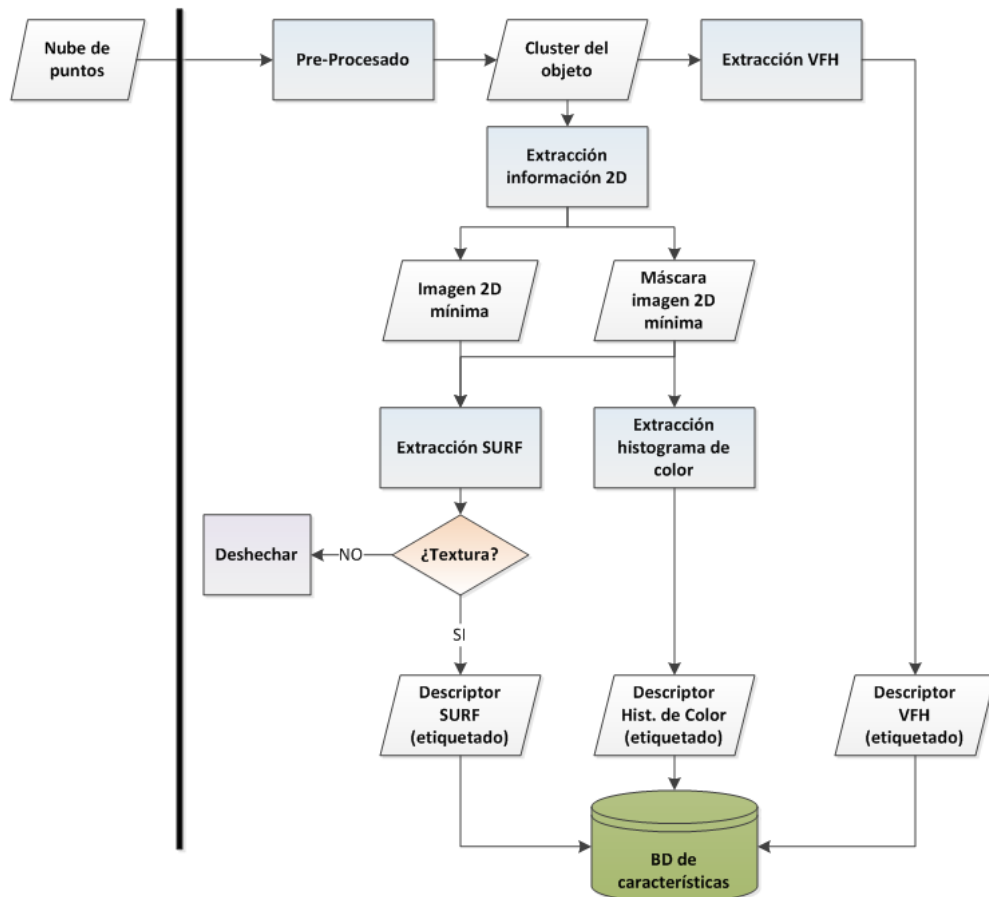 Nube de
puntos
Pre-Procesado
Cluster del
objeto
Extracción VFH
Extracción
información 2D
Imagen 2D
mínima
Máscara
imagen 2D
mínima
Extracción SURF
Extracción
histograma de
color
Deshechar
NO
¿Textura?
SI
Descriptor
SURF
(etiquetado)
Descriptor
Hist. de Color
(etiquetado)
Descriptor
VFH
(etiquetado)
BD de
características